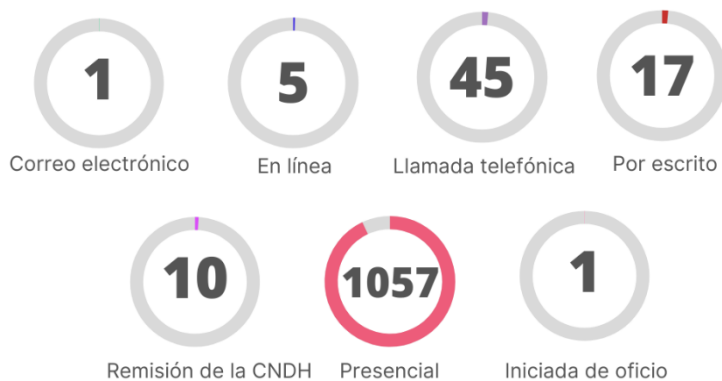 1
5
45
17
Correo electrónico
En línea
Llamada telefónica
Por escrito
10
1057
1
Remisión de la CNDH
Presencial
Iniciada de oficio